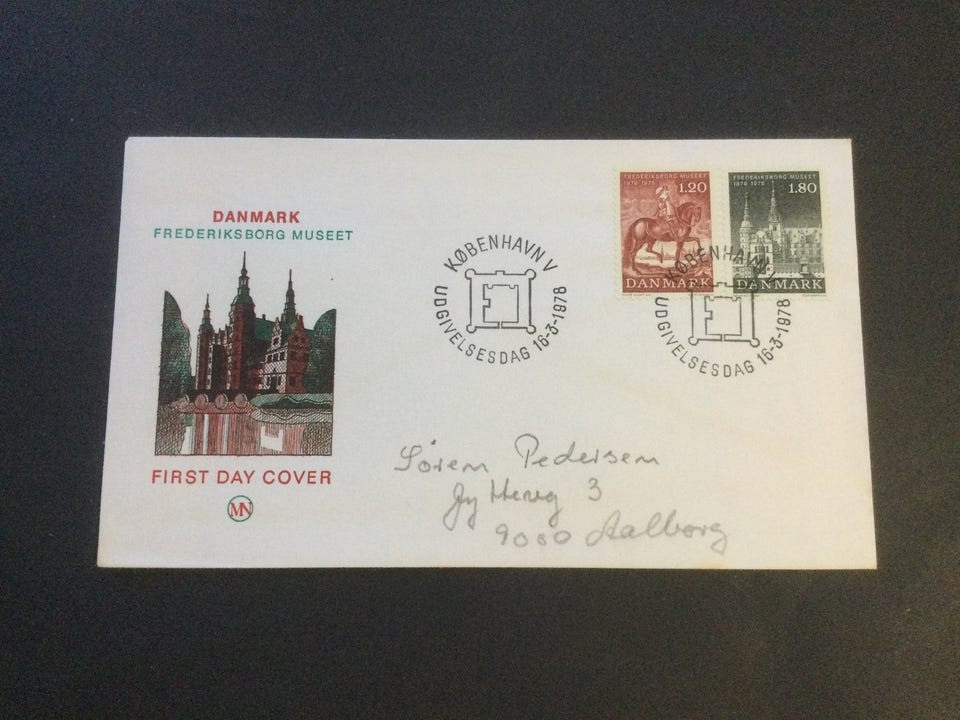 DANMARK
FREDERIKSBORG MUSEET
FIRST DAY COVER
MN
KØBENHAVN V
UDGIVELSESDAG 16-3-1978
FREDERIKSBORG MUSEET
1878 1978
1.20
DANMARK
FREDERIKSBORG MUSEET
1878 1978
1.80
DANMARK
KØBENHAVN V
UDGIVELSESDAG 16-3-1978
Sören Pedersen
3
9000 Aalborg